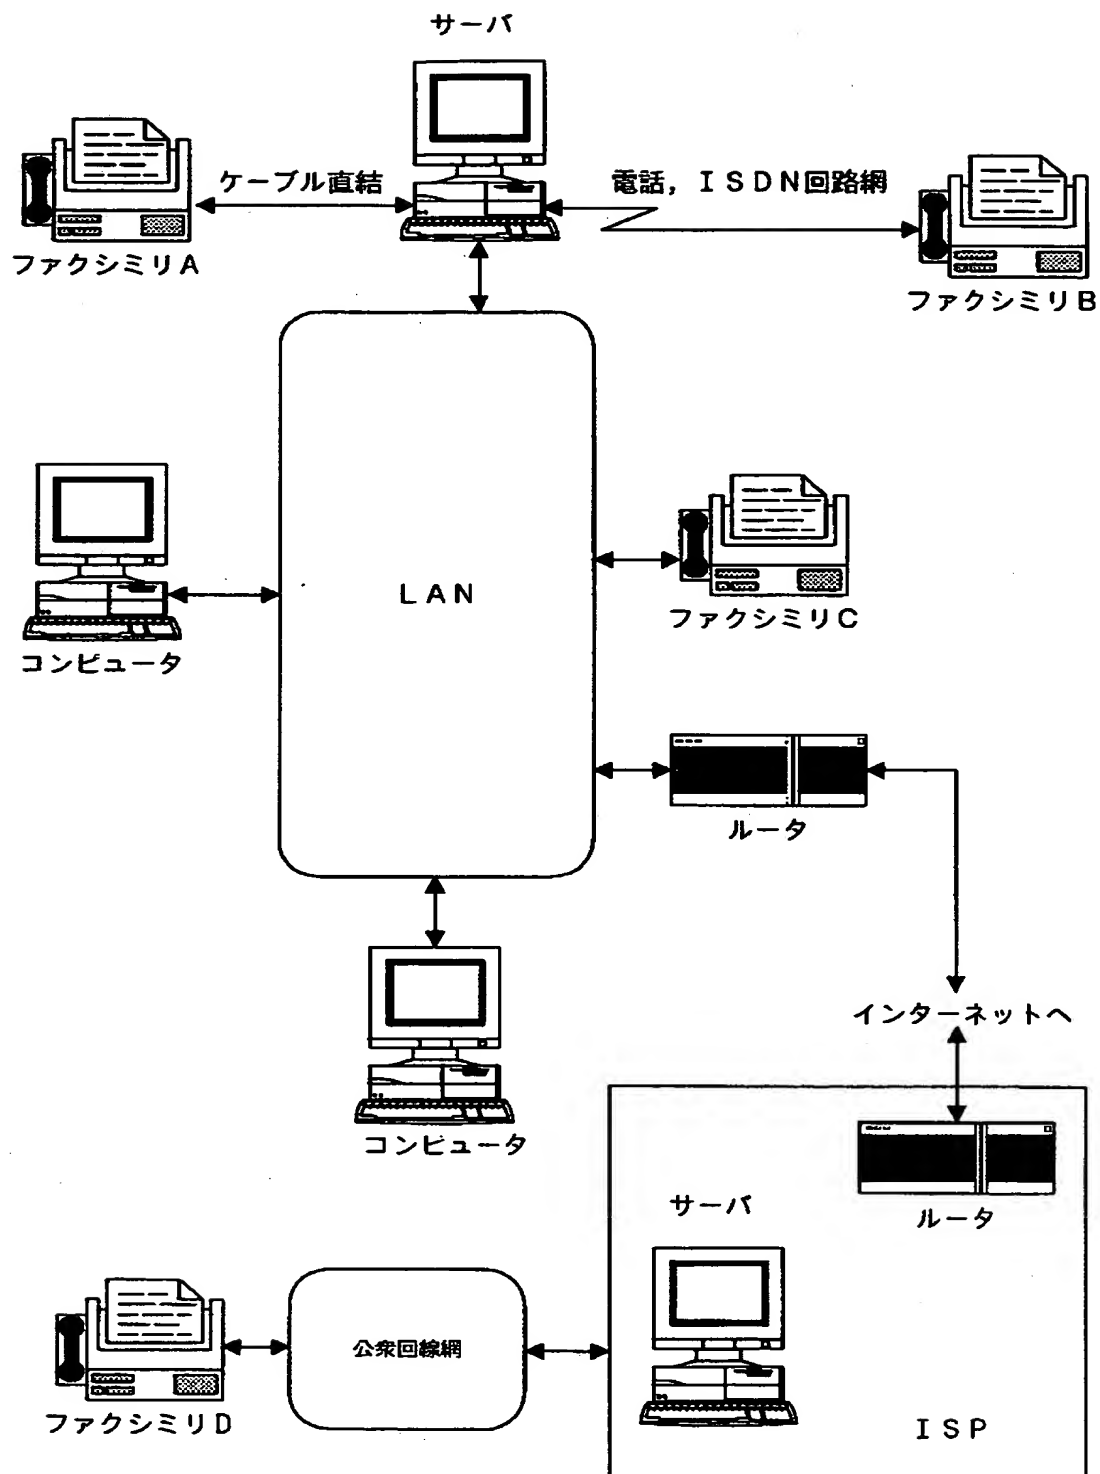 サーバ
ケーブル直結
電話，ＩＳＤＮ回路網
ファクシミリＡ
ファクシミリＢ
ＬＡＮ
ファクシミリＣ
コンピュータ
ルータ
インターネットへ
コンピュータ
サーバ
ルータ
公衆回線網
ファクシミリＤ
ＩＳＰ